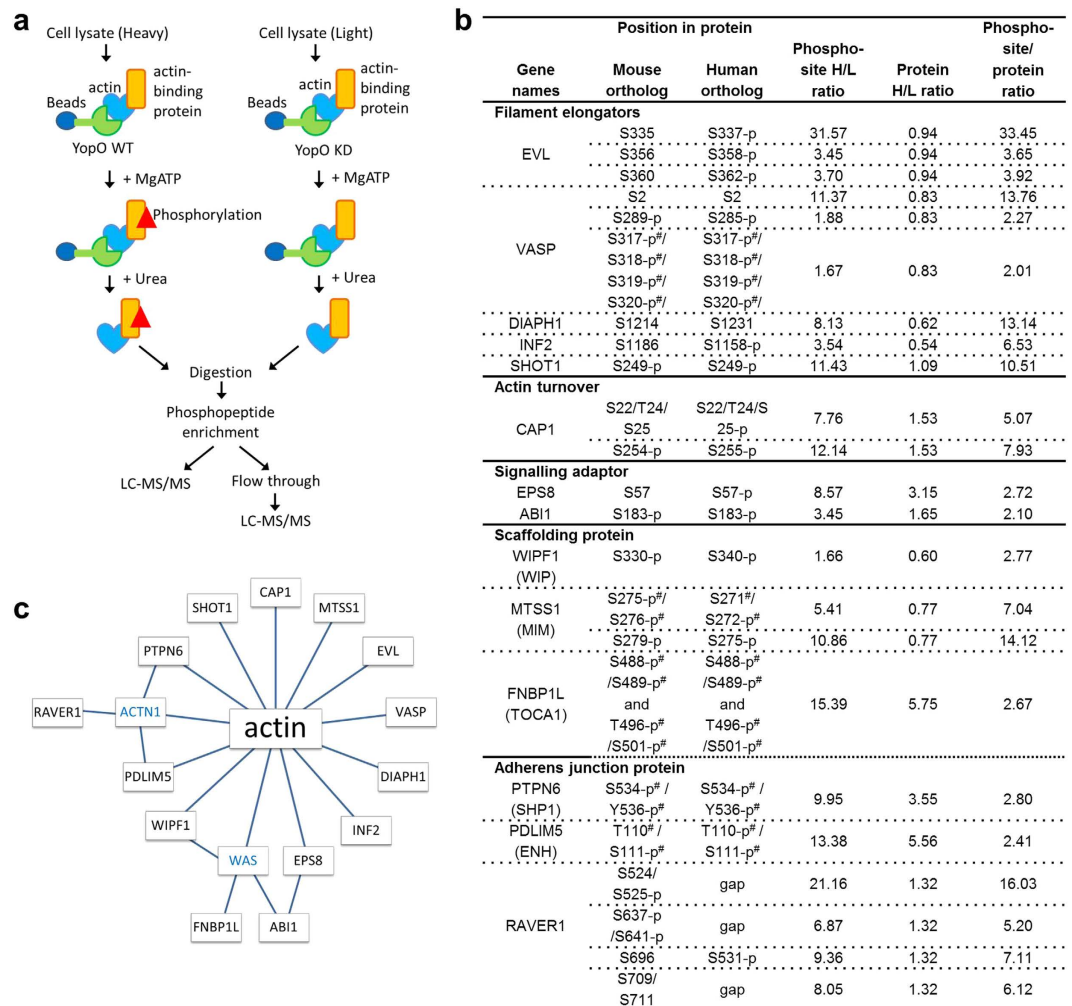 a
Cell lysate (Heavy)
Cell lysate (Light)
actin-
binding
protein
actin
Beads
YopO WT
actin-
binding
protein
actin
Beads
YopO KD
+ MgATP
+ MgATP
Phosphorylation
+ Urea
+ Urea
Digestion
Phosphopeptide
enrichment
LC-MS/MS
Flow through
LC-MS/MS
b
Position in protein
Gene names Mouse ortholog Human ortholog Phospho-site H/L ratio Protein H/L ratio Phospho-site/ protein ratio
Filament elongators
EVL S335 S337-p 31.57 0.94 33.45
S356 S358-p 3.45 0.94 3.65
S360 S362-p 3.70 0.94 3.92
VASP S2 S2 11.37 0.83 13.76
S289-p S285-p 1.88 0.83 2.27
S317-p#/ S317-p#/
S318-p#/ S318-p#/
S319-p#/ S319-p#/
S320-p#/ S320-p#/
1.67 0.83 2.01
DIAPH1 S1214 S1231 8.13 0.62 13.14
INF2 S1186 S1158-p 3.54 0.54 6.53
SHOT1 S249-p S249-p 11.43 1.09 10.51
Actin turnover
CAP1 S22/T24/ S22/T24/S
S25 25-p
7.76 1.53 5.07
S254-p S255-p 12.14 1.53 7.93
Signalling adaptor
EPS8 S57 S57-p 8.57 3.15 2.72
ABI1 S183-p S183-p 3.45 1.65 2.10
Scaffolding protein
WIPF1 S330-p S340-p 1.66 0.60 2.77
(WIP)
MTSS1 S275-p#/ S271#/
(MIM) S276-p# S272-p#
5.41 0.77 7.04
S279-p S275-p 10.86 0.77 14.12
FNBP1L S488-p# S488-p#
(TOCA1) /S489-p# /S489-p#
and and
T496-p# T496-p#
/S501-p# /S501-p#
15.39 5.75 2.67
Adherens junction protein
PTPN6 S534-p# / S534-p# /
(SHP1) Y536-p# Y536-p#
9.95 3.55 2.80
PDLIM5 T110# / T110-p# /
(ENH) S111-p# S111-p#
13.38 5.56 2.41
RAVER1 S524/
S525-p gap 21.16 1.32 16.03
S637-p
/S641-p gap 6.87 1.32 5.20
S696 S531-p 9.36 1.32 7.11
S709/
S711 gap 8.05 1.32 6.12
c
CAP1
SHOT1
MTSS1
PTPN6
EVL
RAVER1
ACTN1
actin
VASP
PDLIM5
DIAPH1
WIPF1
INF2
WAS
EPS8
FNBP1L
ABI1